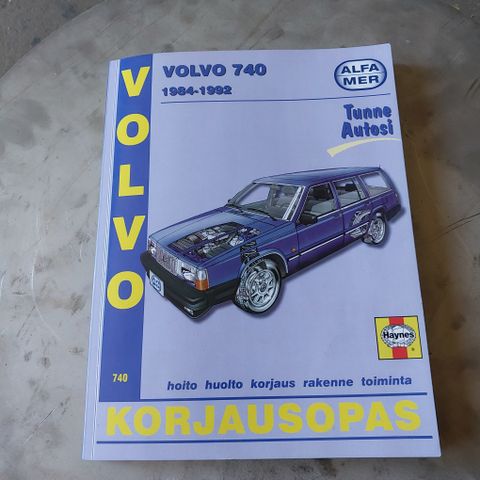 VOLVO
VOLVO 740
1984-1992
ALFA
MER
Tunne
Autosi
Haynes
740
hoito huolto korjaus rakenne toiminta
KORJAUSOPAS